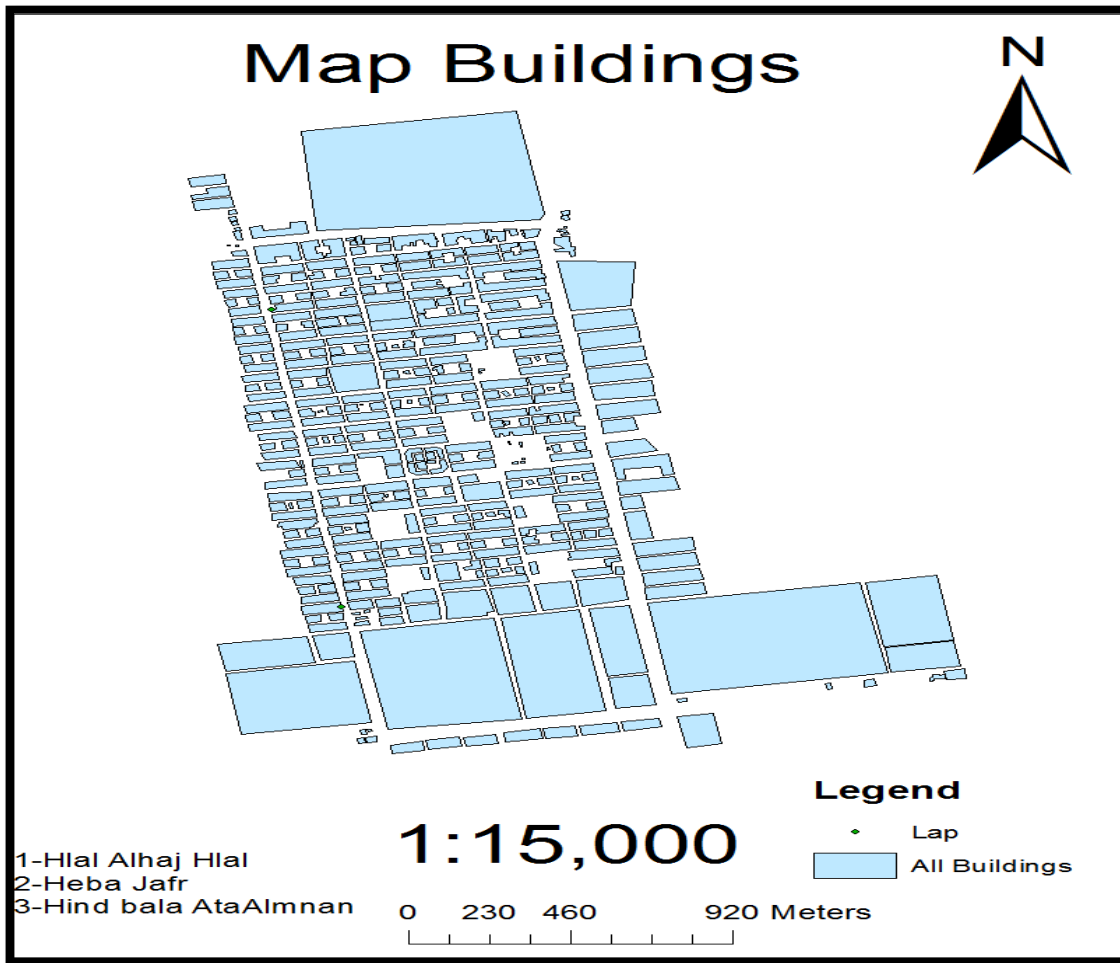 Map Buildings
N
Legend
Lap
All Buildings
1:15,000
1-Hlal Alhaj Hlal
2-Heba Jafr
3-Hind bala AtaAlmnan
0 230 460 920 Meters